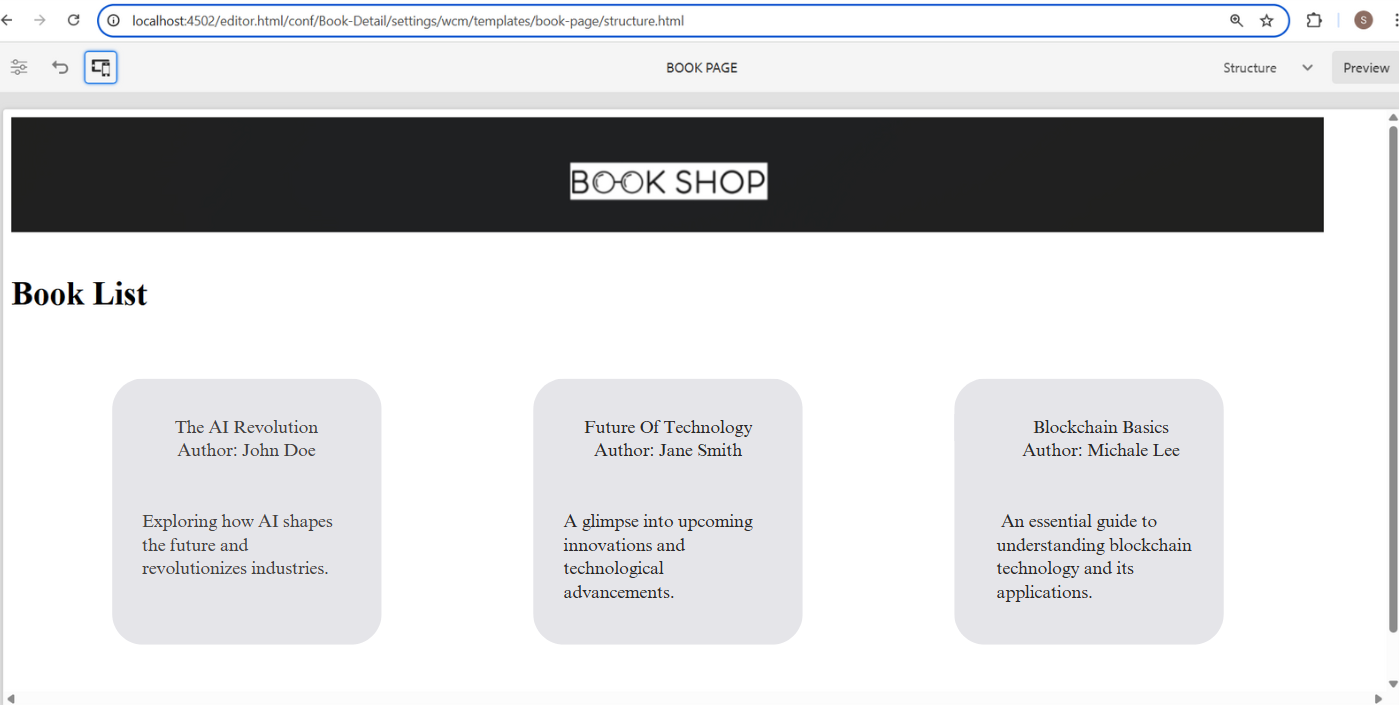 localhost:4502/editor.html/conf/Book-Detail/settings/wcm/templates/book-page/structure.html
S
BOOK PAGE
Structure
Preview
BOOK SHOP
Book List
The AI Revolution
Author: John Doe
Exploring how AI shapes
the future and
revolutionizes industries.
Future Of Technology
Author: Jane Smith
A glimpse into upcoming
innovations and
technological
advancements.
Blockchain Basics
Author: Michale Lee
An essential guide to
understanding blockchain
technology and its
applications.